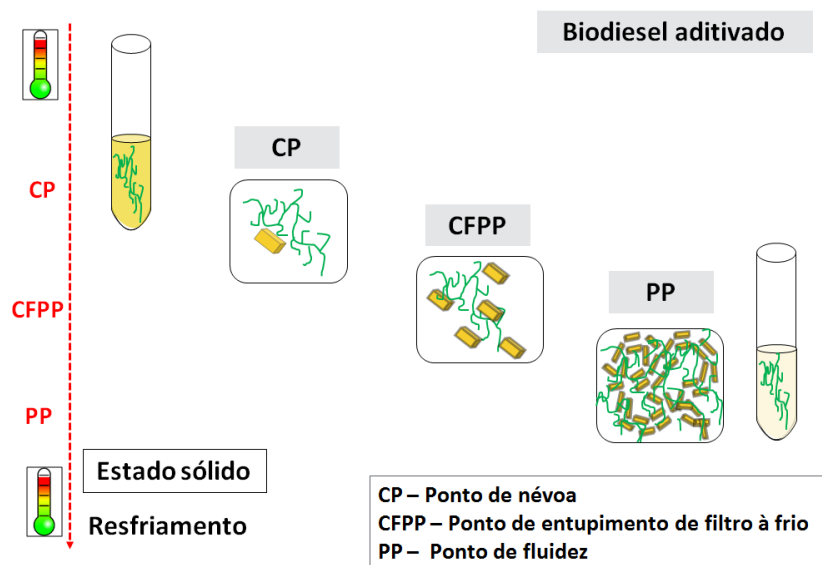 Biodiesel aditivado
CP
CP
CFPP
CFPP
PP
PP
Estado sólido
Resfriamento
CP – Ponto de névoa
CFPP – Ponto de entupimento de filtro à frio
PP – Ponto de fluidez